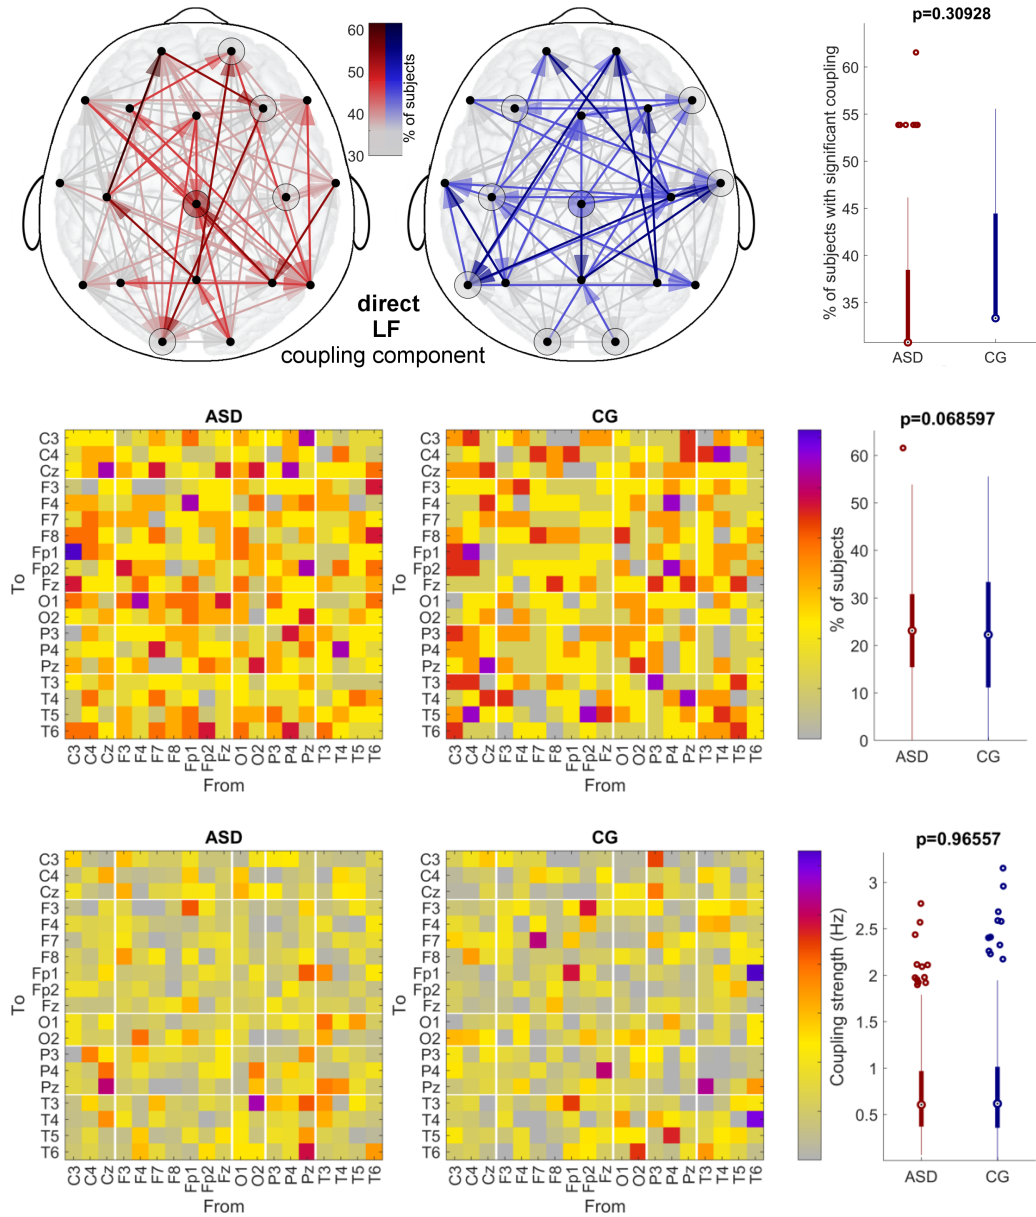 p=0.30928
60
50
40
30
% of subjects
direct
LF
coupling component
% of subjects with significant coupling
60
55
50
45
40
35
ASD CG
ASD
CG
p=0.068597
To
C3
C4
Cz
F3
F4
F7
F8
Fp1
Fp2
Fz
O1
O2
P3
P4
Pz
T3
T4
T5
T6
C3 C4 Cz F3 F4 F7 F8 Fp1 Fp2 Fz O1 O2 P3 P4 Pz T3 T4 T5 T6
From
To
C3
C4
Cz
F3
F4
F7
F8
Fp1
Fp2
Fz
O1
O2
P3
P4
Pz
T3
T4
T5
T6
C3 C4 Cz F3 F4 F7 F8 Fp1 Fp2 Fz O1 O2 P3 P4 Pz T3 T4 T5 T6
From
% of subjects
60
50
40
30
20
10
0
ASD CG
ASD
CG
p=0.96557
To
C3
C4
Cz
F3
F4
F7
F8
Fp1
Fp2
Fz
O1
O2
P3
P4
Pz
T3
T4
T5
T6
C3 C4 Cz F3 F4 F7 F8 Fp1 Fp2 Fz O1 O2 P3 P4 Pz T3 T4 T5 T6
From
To
C3
C4
Cz
F3
F4
F7
F8
Fp1
Fp2
Fz
O1
O2
P3
P4
Pz
T3
T4
T5
T6
C3 C4 Cz F3 F4 F7 F8 Fp1 Fp2 Fz O1 O2 P3 P4 Pz T3 T4 T5 T6
From
Coupling strength (Hz)
3
2.5
2
1.5
1
0.5
ASD CG